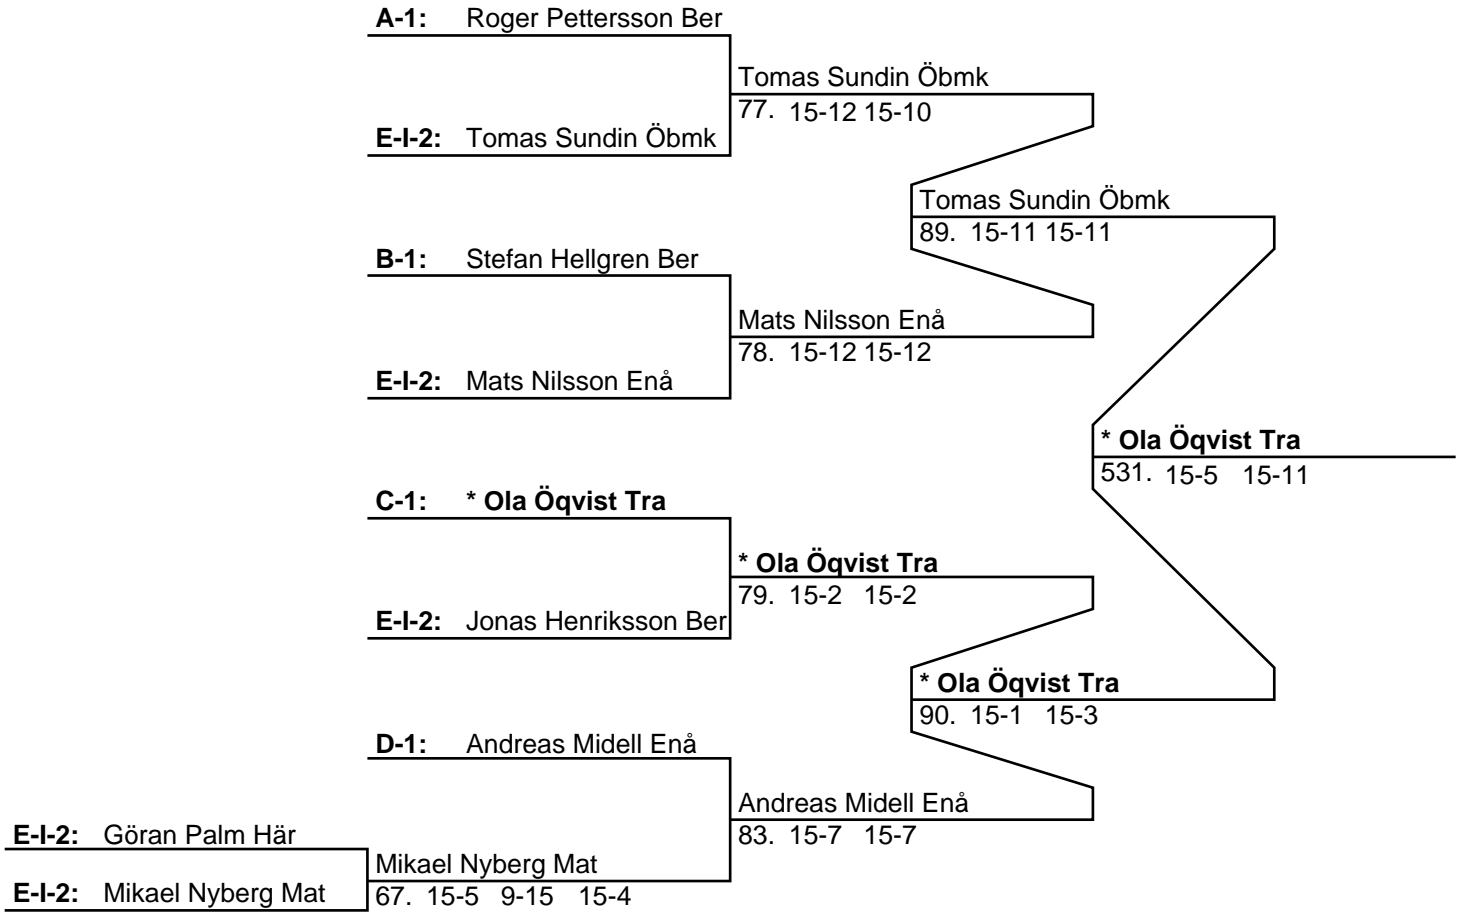 A-1: Roger Pettersson Ber
Tomas Sundin Öbmk
77. 15-12 15-10
E-I-2: Tomas Sundin Öbmk
Tomas Sundin Öbmk
89. 15-11 15-11
B-1: Stefan Hellgren Ber
Mats Nilsson Enå
78. 15-12 15-12
E-I-2: Mats Nilsson Enå
* Ola Öqvist Tra
531. 15-5 15-11
C-1: * Ola Öqvist Tra
* Ola Öqvist Tra
79. 15-2 15-2
E-I-2: Jonas Henriksson Ber
* Ola Öqvist Tra
90. 15-1 15-3
D-1: Andreas Midell Enå
Andreas Midell Enå
83. 15-7 15-7
E-I-2: Göran Palm Här
Mikael Nyberg Mat
67. 15-5 9-15 15-4
E-I-2: Mikael Nyberg Mat